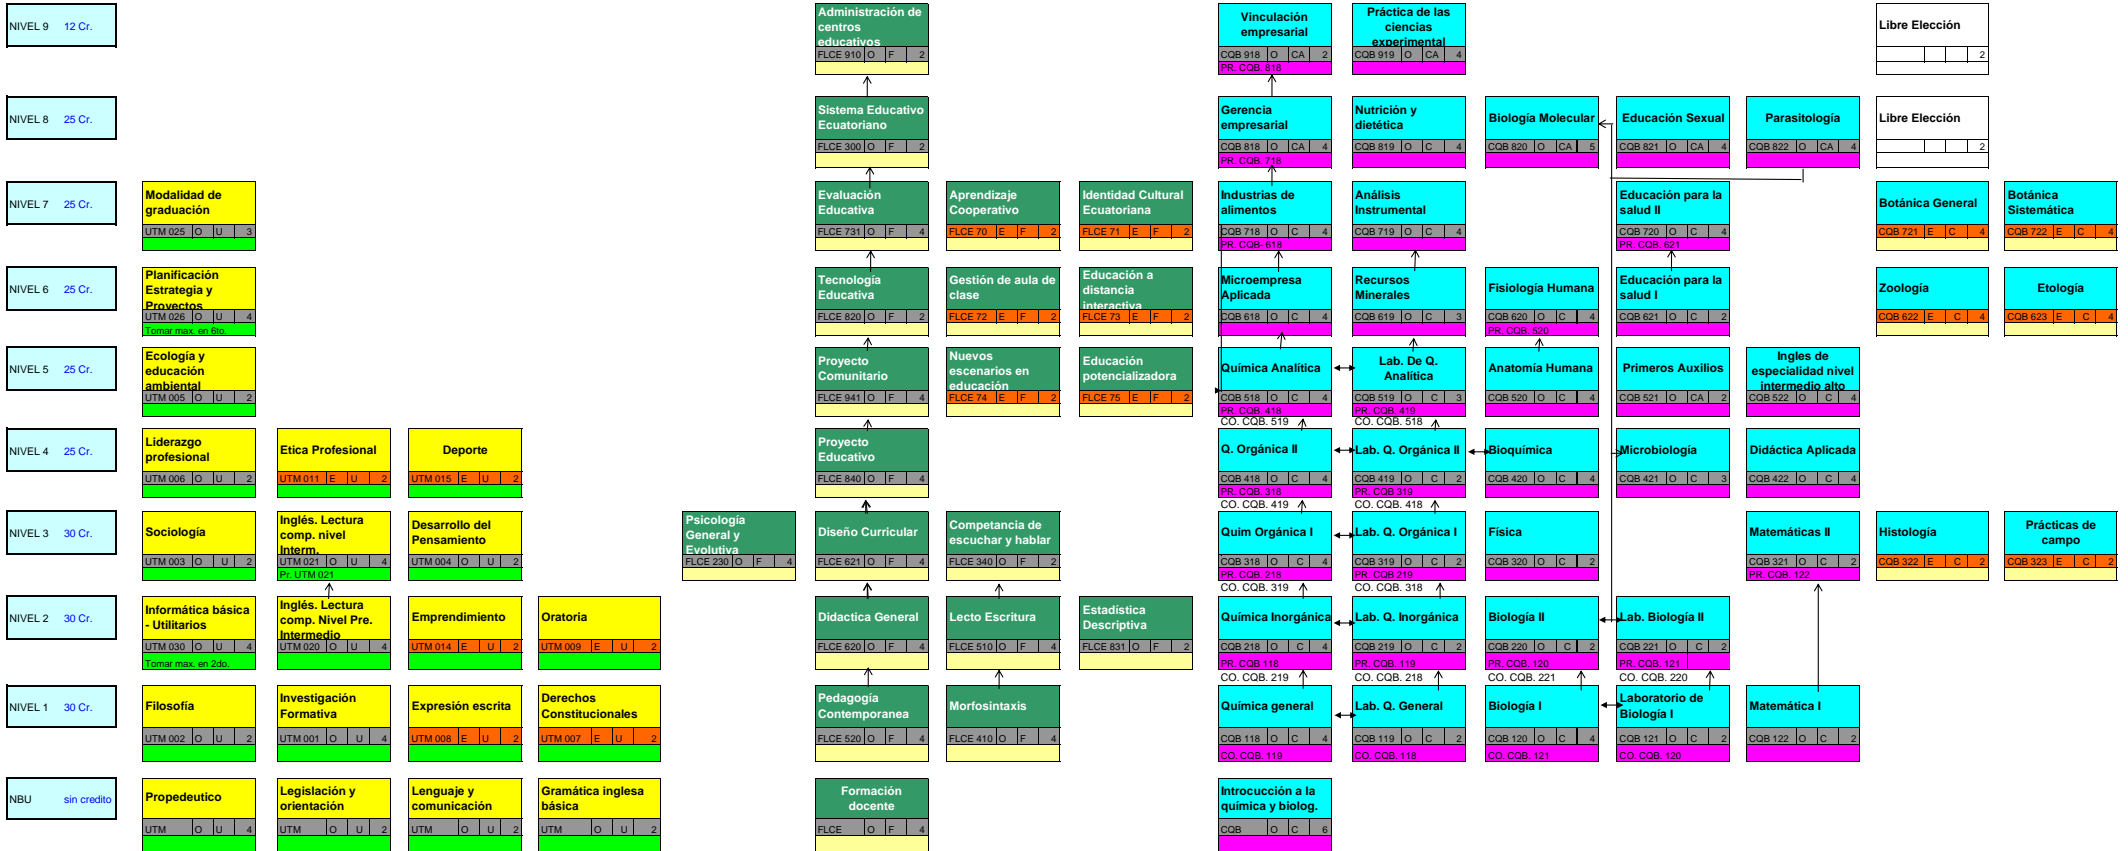 NIVEL 9 12 Cr.
Administración de
centros
educativos
FLCE 910 O F 2
Vinculación
empresarial
CQB 918 O CA 2
PR. CQB. 818
Práctica de las
ciencias
experimental
CQB 919 O CA 4
Libre Elección
2
NIVEL 8 25 Cr.
Sistema Educativo
Ecuatoriano
FLCE 300 O F 2
Gerencia
empresarial
CQB 818 O CA 4
PR. CQB. 718
Nutrición y
dietética
CQB 819 O C 4
Biología Molecular
CQB 820 O CA 5
Educación Sexual
CQB 821 O CA 4
Parasitología
CQB 822 O CA 4
Libre Elección
2
NIVEL 7 25 Cr.
Modalidad de
graduación
UTM 025 O U 3
Evaluación
Educativa
FLCE 731 O F 4
Aprendizaje
Cooperativo
FLCE 70 E F 2
Identidad Cultural
Ecuatoriana
FLCE 71 E F 2
Industrias de
alimentos
CQB 718 O C 4
PR. CQB- 618
Análisis
Instrumental
CQB 719 O C 4
Educación para la
salud II
CQB 720 O C 4
PR. CQB. 621
Botánica General
CQB 721 E C 4
Botánica
Sistemática
CQB 722 E C 4
NIVEL 6 25 Cr.
Planificación
Estrategia y
Proyectos
UTM 026 O U 4
Tomar max. en 6to.
Tecnología
Educativa
FLCE 820 O F 4
Gestión de aula de
clase
FLCE 72 E F 2
Educación a
distancia
interactiva
FLCE 73 E F 2
Microempresa
Aplicada
CQB 618 O C 4
Recursos
Minerales
CQB 619 O C 3
Fisiología Humana
CQB 620 O C 4
PR. CQB. 520
Educación para la
salud I
CQB 621 O C 2
Zoología
CQB 622 E C 4
Etología
CQB 623 E C 4
NIVEL 5 25 Cr.
Ecología y
educación
ambiental
UTM 005 O U 2
Proyecto
Comunitario
FLCE 941 O F 4
Nuevos
escenarios en
educación
FLCE 74 E F 2
Educación
potencializadora
FLCE 75 E F 2
Química Analítica
CQB 518 O C 4
PR. CQB. 418
CO. CQB. 519
Lab. De Q.
Analítica
CQB 519 O C 3
PR. CQB. 419
CO. CQB. 518
Anatomía Humana
CQB 520 O C 4
Primeros Auxilios
CQB 521 O CA 2
Ingles de
especialidad nivel
intermedio alto
CQB 522 O C 4
NIVEL 4 25 Cr.
Liderazgo
profesional
UTM 006 O U 2
Etica Profesional
UTM 011 E U 2
Deporte
UTM 015 E U 2
Proyecto
Educativo
FLCE 840 O F 4
Q. Orgánica II
CQB 418 O C 4
PR. CQB. 318
CO. CQB. 419
Lab. Q. Orgánica II
CQB 419 O C 2
PR. CQB 319
CO. CQB. 418
Bioquímica
CQB 420 O C 4
Microbiología
CQB 421 O C 3
Didáctica Aplicada
CQB 422 O C 4
NIVEL 3 30 Cr.
Sociología
UTM 003 O U 2
Inglés. Lectura
comp. nivel
Interm.
UTM 021 O U 4
Pr. UTM 021
Desarrollo del
Pensamiento
UTM 004 O U 2
Psicología
General y
Evolutiva
FLCE 230 O F 4
Diseño Curricular
FLCE 621 O F 4
Competancia de
escuchar y hablar
FLCE 340 O F 2
Quim Orgánica I
CQB 318 O C 4
PR. CQB. 218
CO. CQB. 319
Lab. Q. Orgánica I
CQB 319 O C 2
PR. CQB 219
CO. CQB. 318
Física
CQB 320 O C 2
Matemáticas II
CQB 321 O C 2
PR. CQB. 122
Histología
CQB 322 E C 2
Prácticas de
campo
CQB 323 E C 2
NIVEL 2 30 Cr.
Informática básica
- Utilitarios
UTM 030 O U 4
Tomar max. en 2do.
Inglés. Lectura
comp. Nivel Pre.
Intermedio
UTM 020 O U 4
Emprendimiento
UTM 014 E U 2
Oratoria
UTM 009 E U 2
Didactica General
FLCE 620 O F 4
Lecto Escritura
FLCE 510 O F 4
Estadística
Descriptiva
FLCE 831 O F 2
Química Inorgánica
CQB 218 O C 4
PR. CQB 118
CO. CQB. 219
Lab. Q. Inorgánica
CQB 219 O C 2
PR. CQB. 119
CO. CQB. 218
Biología II
CQB 220 O C 2
PR. CQB. 120
CO. CQB. 221
Lab. Biología II
CQB 221 O C 2
PR. CQB. 121
CO. CQB. 220
NIVEL 1 30 Cr.
Filosofía
UTM 002 O U 2
Investigación
Formativa
UTM 001 O U 4
Expresión escrita
UTM 008 E U 2
Derechos
Constitucionales
UTM 007 E U 2
Pedagogía
Contemporanea
FLCE 520 O F 4
Morfosintaxis
FLCE 410 O F 4
Química general
CQB 118 O C 4
CO. CQB. 119
Lab. Q. General
CQB 119 O C 2
CO. CQB. 118
Biología I
CQB 120 O C 4
CO. CQB. 121
Laboratorio de
Biología I
CQB 121 O C 2
CO. CQB. 120
Matemática I
CQB 122 O C 2
NBU sin credito
Propedeutico
UTM O U 4
Legislación y
orientación
UTM O U 2
Lenguaje y
comunicación
UTM O U 2
Gramática inglesa
básica
UTM O U 2
Formación
docente
FLCE O F 4
Introcucción a la
química y biolog.
CQB O C 6